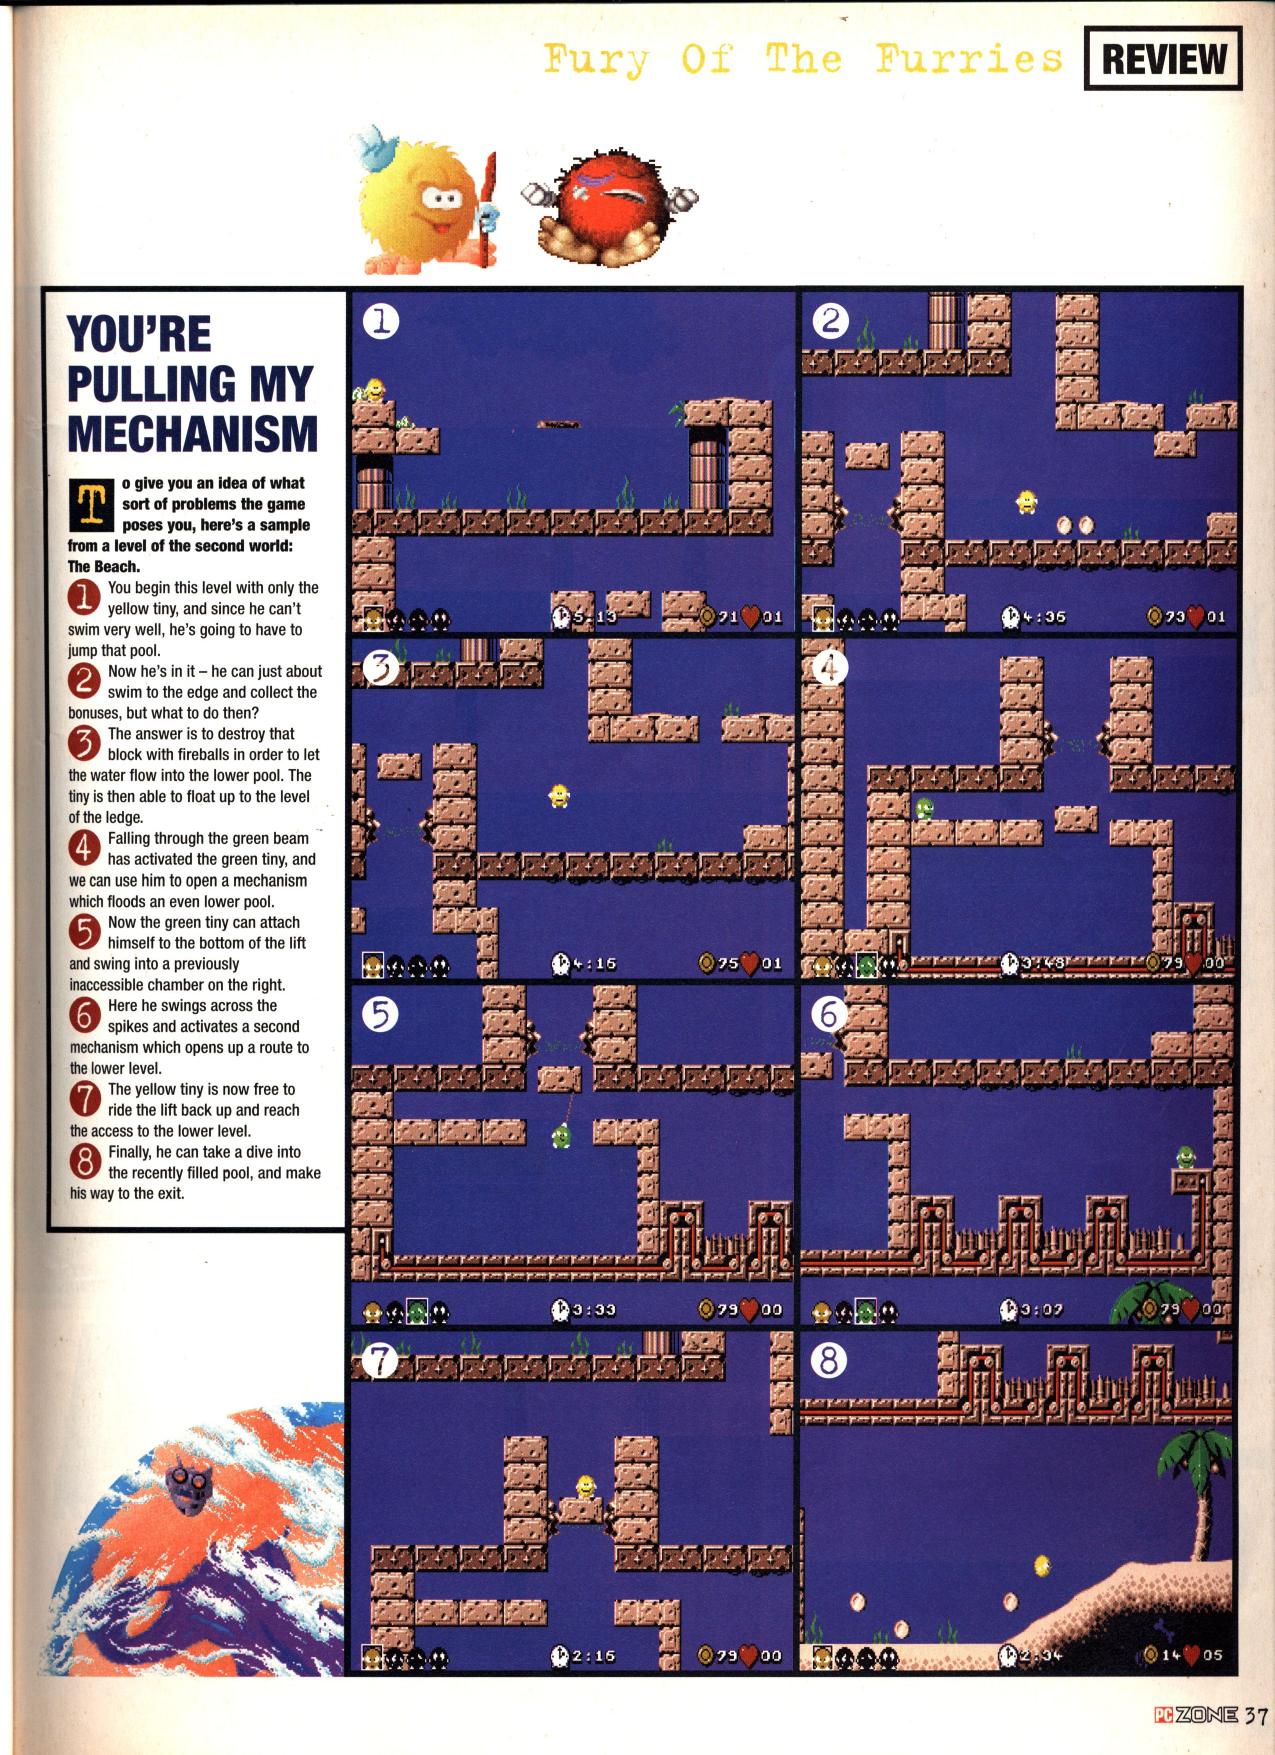 Fury Of The Furries
REVIEW
YOU'RE
PULLING MY
MECHANISM
To give you an idea of what
sort of problems the game
poses you, here's a sample
from a level of the second world:
The Beach.
1 You begin this level with only the
yellow tiny, and since he can't
swim very well, he's going to have to
jump that pool.
2 Now he's in it – he can just about
swim to the edge and collect the
bonuses, but what to do then?
3 The answer is to destroy that
block with fireballs in order to let
the water flow into the lower pool. The
tiny is then able to float up to the level
of the ledge.
4 Falling through the green beam
has activated the green tiny, and
we can use him to open a mechanism
which floods an even lower pool.
5 Now the green tiny can attach
himself to the bottom of the lift
and swing into a previously
inaccessible chamber on the right.
6 Here he swings across the
spikes and activates a second
mechanism which opens up a route to
the lower level.
7 The yellow tiny is now free to
ride the lift back up and reach
the access to the lower level.
8 Finally, he can take a dive into
the recently filled pool, and make
his way to the exit.
1
5:13 71 01
2
4:36 73 01
3
4:16 75 01
4
3:48 79 00
5
3:33 79 00
6
3:07 79 00
7
2:16 79 00
8
2:34 14 05
PC ZONE 37